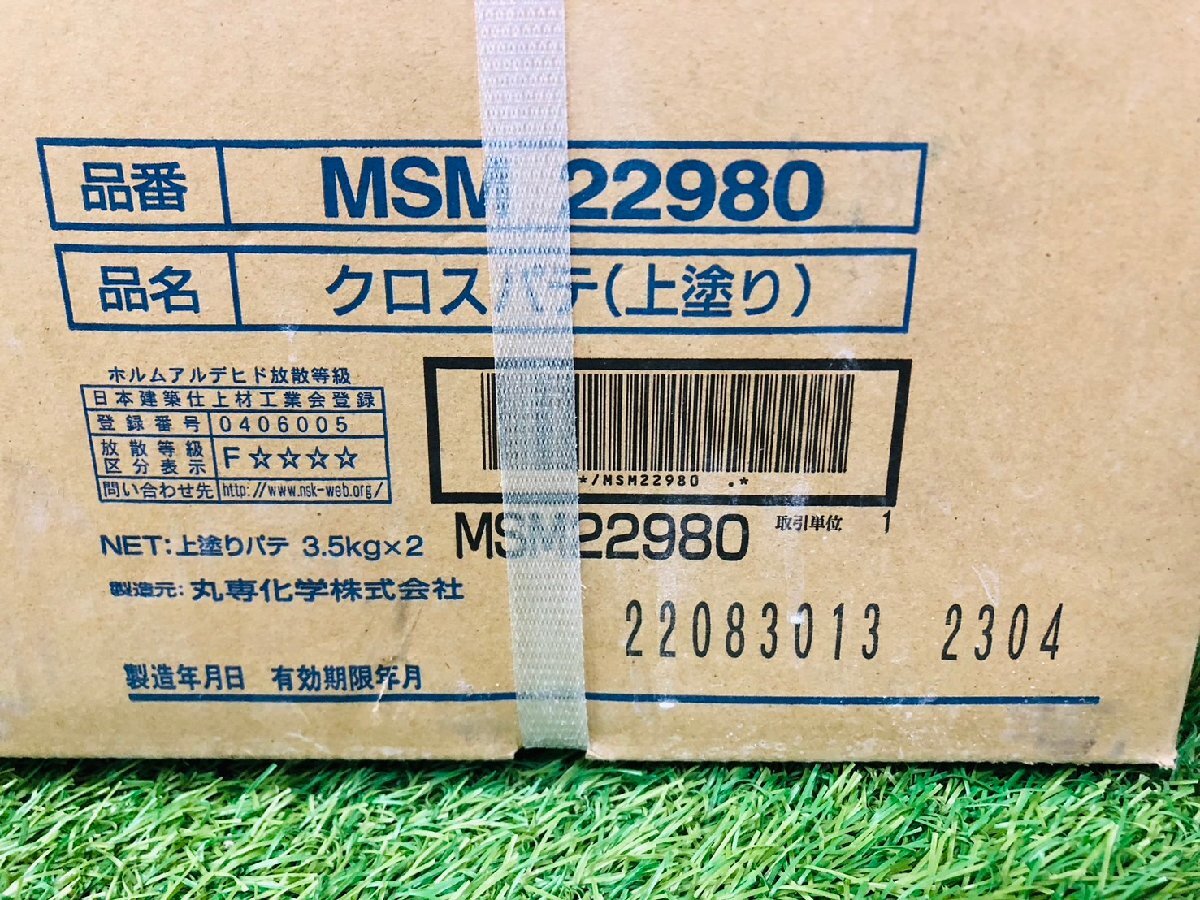 品番 MSM 22980
品名 クロスパテ(上塗り)
ホルムアルデヒド放散等級
日本建築仕上材工業会登録
登録番号 0406005
放散等級区分表示 F☆☆☆☆
問い合わせ先 http://www.nsk-web.org/
*/MSM22980 .*
MSM22980 取引単位 1
NET:上塗りパテ 3.5kg×2
製造元:丸専化学株式会社
22083013 2304
製造年月日 有効期限年月